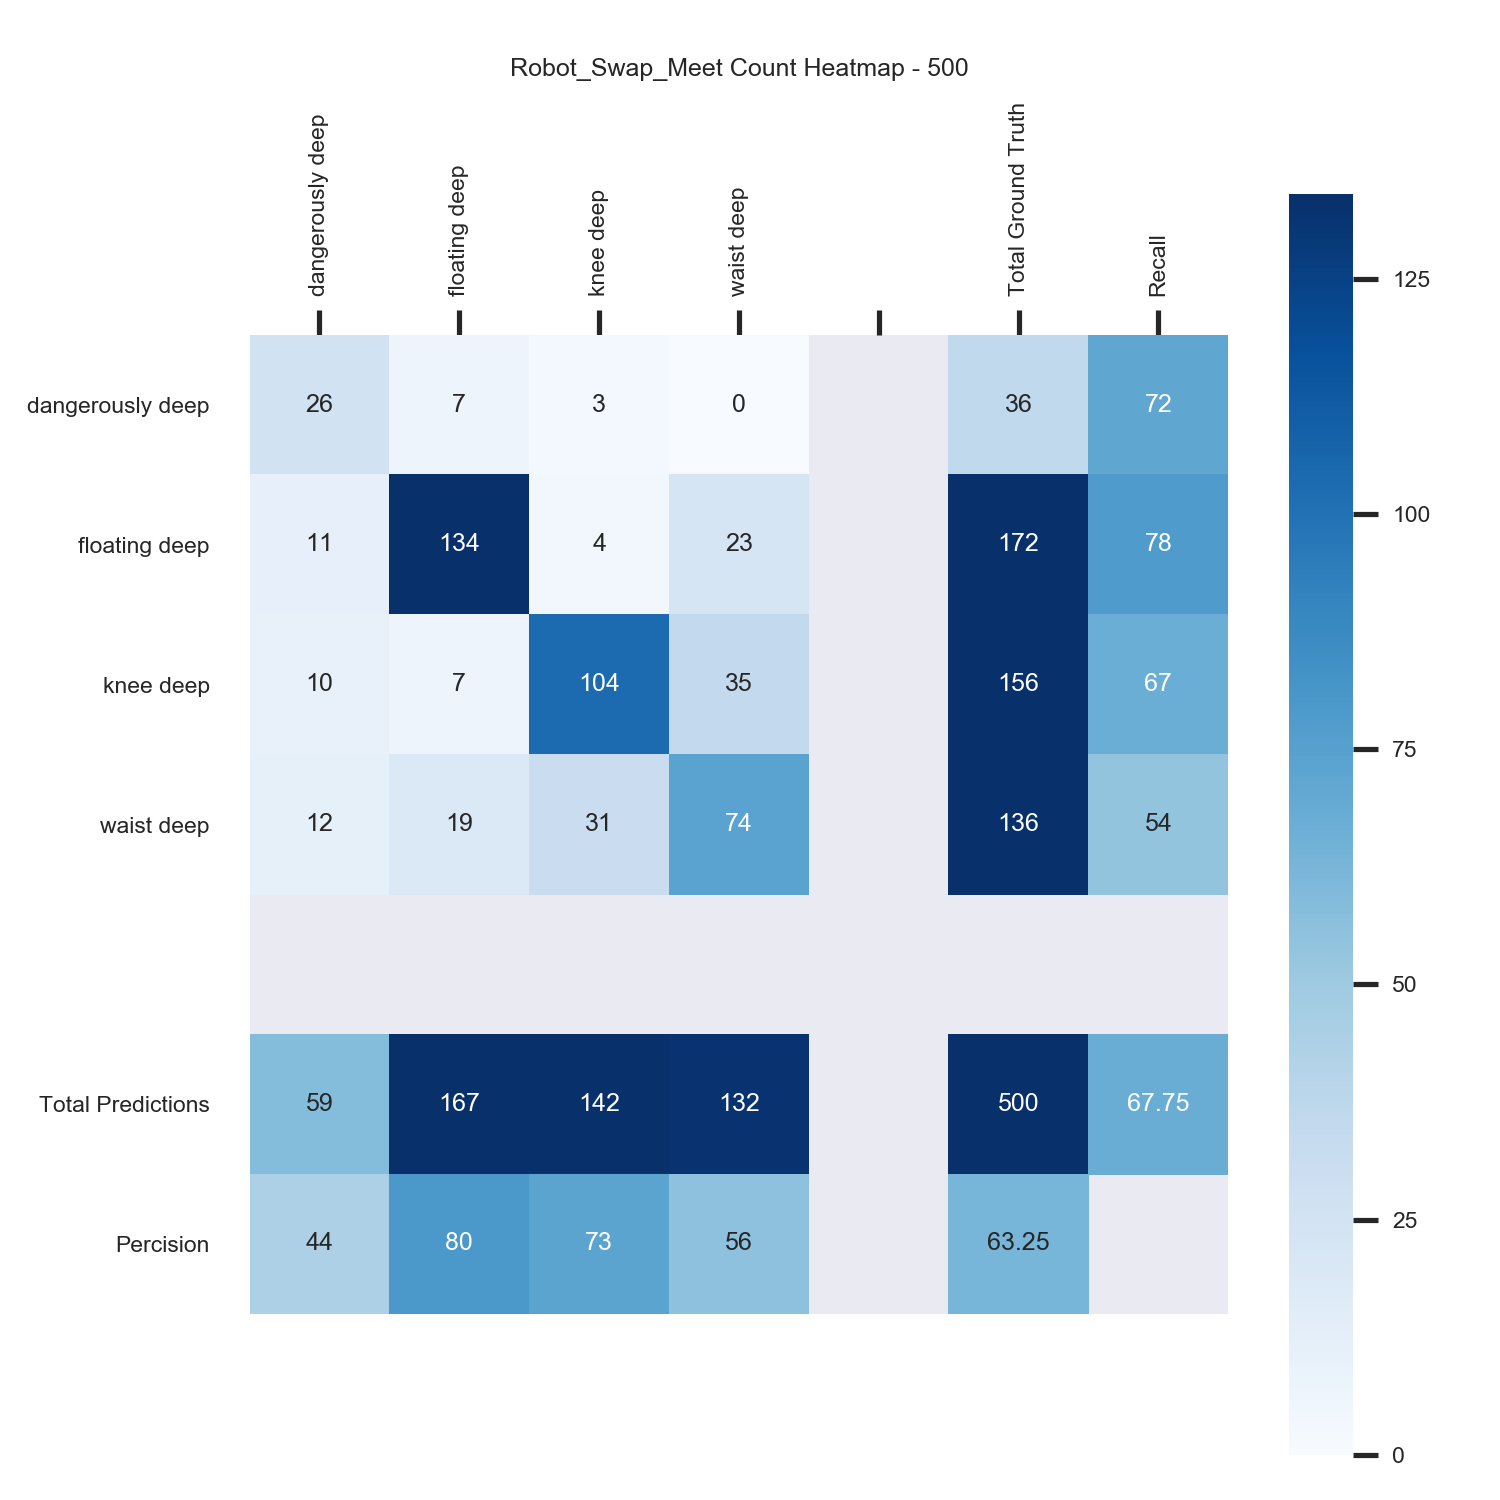 Robot_Swap_Meet Count Heatmap - 500
dangerously deep
floating deep
knee deep
waist deep
Total Ground Truth
Recall
dangerously deep 26 7 3 0 36 72
floating deep 11 134 4 23 172 78
knee deep 10 7 104 35 156 67
waist deep 12 19 31 74 136 54
Total Predictions 59 167 142 132 500 67.75
Percision 44 80 73 56 63.25
125
100
75
50
25
0